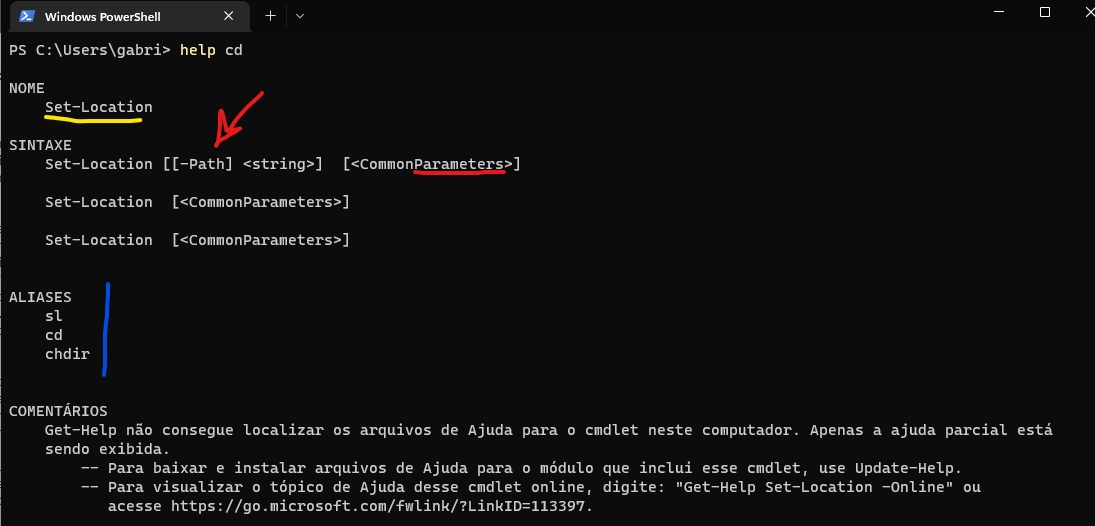 Windows PowerShell
PS C:\Users\gabri> help cd
NOME
Set-Location
SINTAXE
Set-Location [[-Path] <string>]  [<CommonParameters>]
Set-Location  [<CommonParameters>]
Set-Location  [<CommonParameters>]
ALIASES
sl
cd
chdir
COMENTÁRIOS
Get-Help não consegue localizar os arquivos de Ajuda para o cmdlet neste computador. Apenas a ajuda parcial está
sendo exibida.
-- Para baixar e instalar arquivos de Ajuda para o módulo que inclui esse cmdlet, use Update-Help.
-- Para visualizar o tópico de Ajuda desse cmdlet online, digite: "Get-Help Set-Location -Online" ou
acesse https://go.microsoft.com/fwlink/?LinkID=113397.